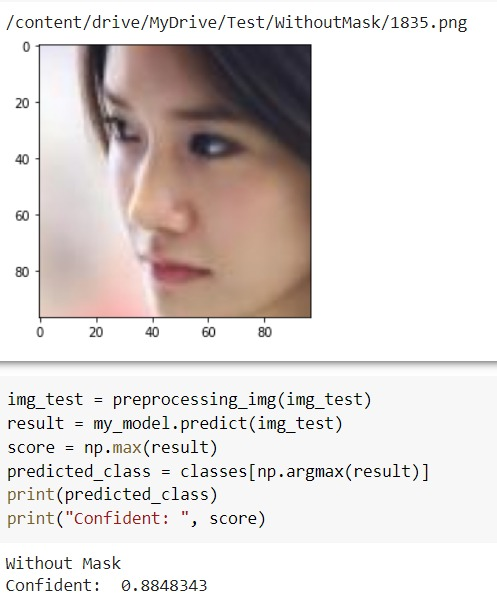 /content/drive/MyDrive/Test/WithoutMask/1835.png
0
20
40
60
80
0 20 40 60 80
img_test = preprocessing_img(img_test)
result = my_model.predict(img_test)
score = np.max(result)
predicted_class = classes[np.argmax(result)]
print(predicted_class)
print("Confident: ", score)
Without Mask
Confident:  0.8848343